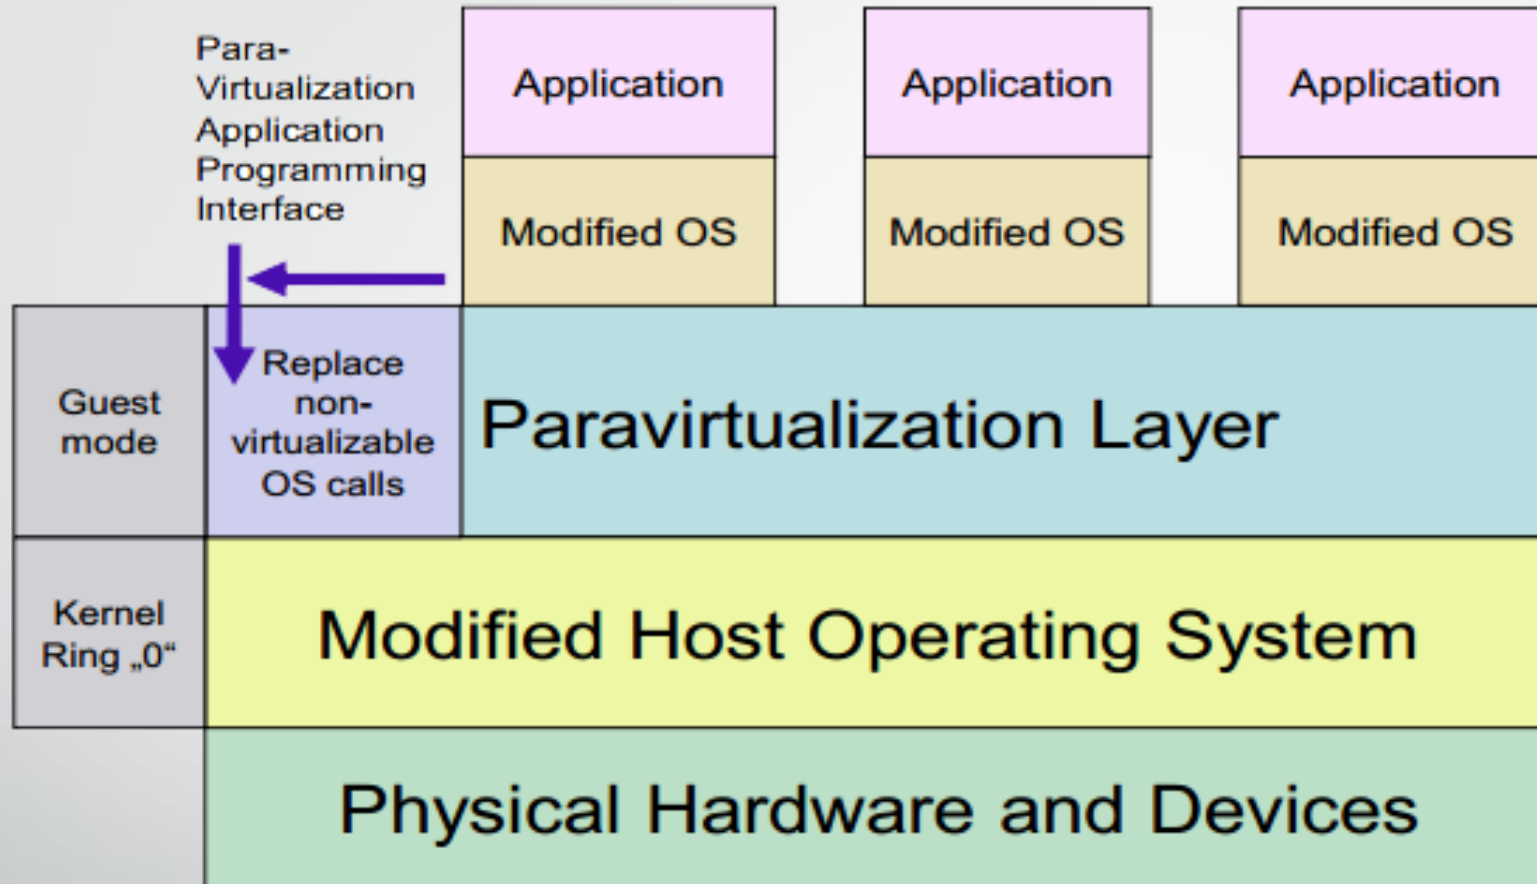 Para-
Virtualization
Application
Programming
Interface
Application
Application
Application
Modified OS
Modified OS
Modified OS
Guest
mode
Replace
non-
virtualizable
OS calls
Paravirtualization Layer
Kernel
Ring „0“
Modified Host Operating System
Physical Hardware and Devices